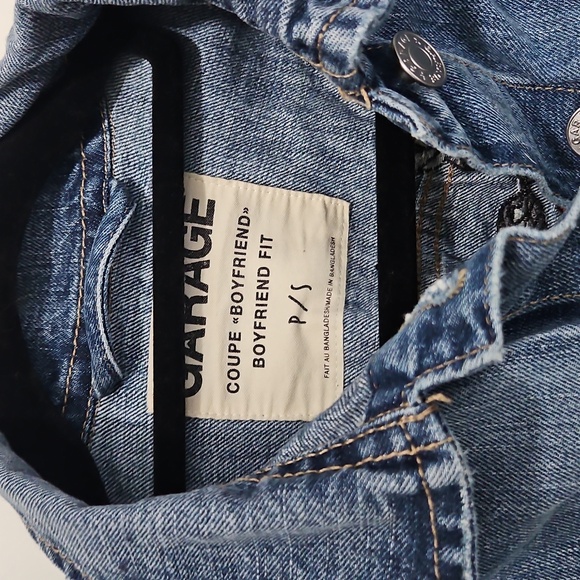 GARAGE
COUPE «BOYFRIEND»
BOYFRIEND FIT
P/S
FAIT AU BANGLADESH/MADE IN BANGLADESH